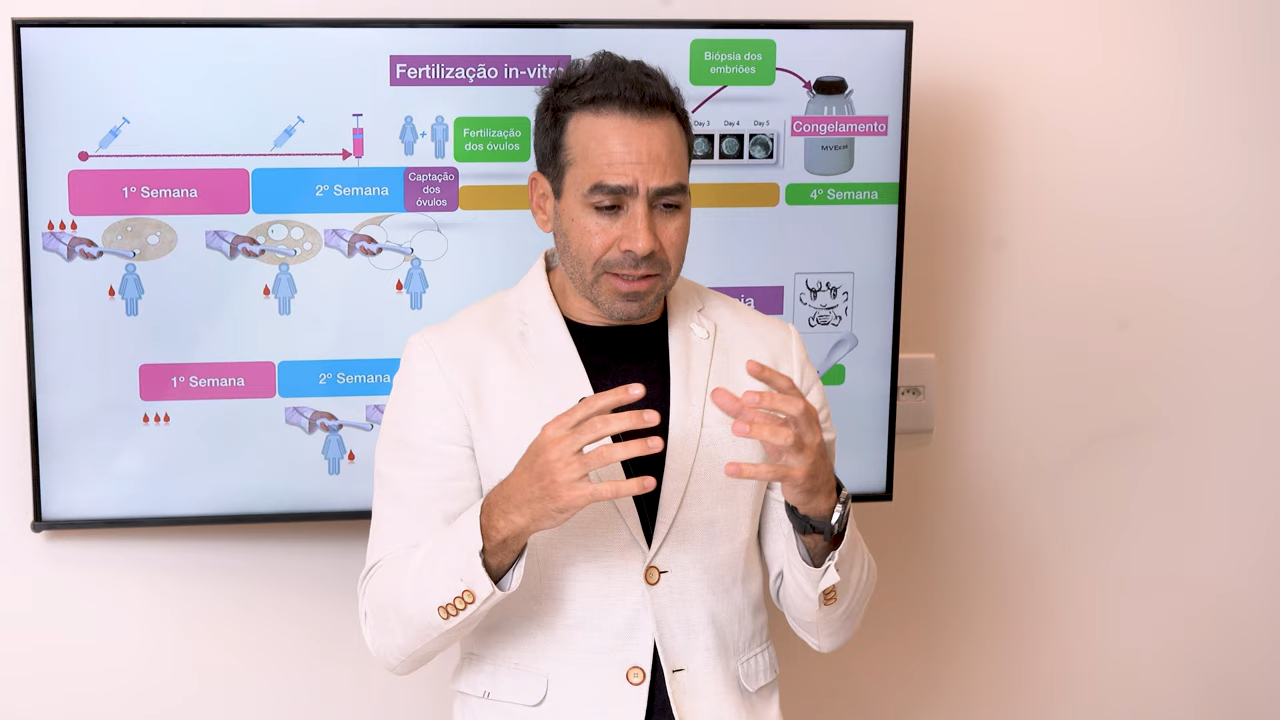 Fertilização in-vitro
Biópsia dos
embriões
Day 3 Day 4 Day 5
Congelamento
MVE
Fertilização
dos óvulos
1º Semana
2º Semana
Captação
dos
óvulos
4º Semana
1º Semana
2º Semana